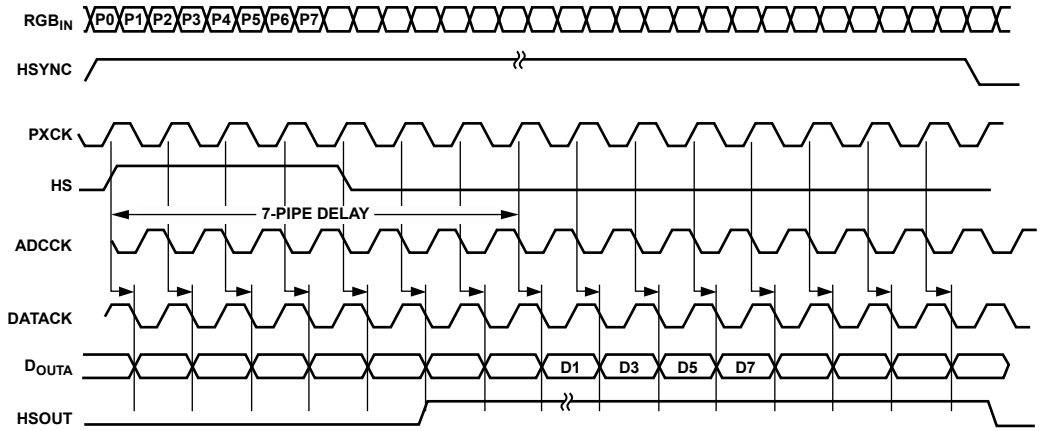 RGBIN P0 P1 P2 P3 P4 P5 P6 P7
HSYNC
PXCK
HS
7-PIPE DELAY
ADCCK
DATACK
DOUTA D1 D3 D5 D7
HSOUT